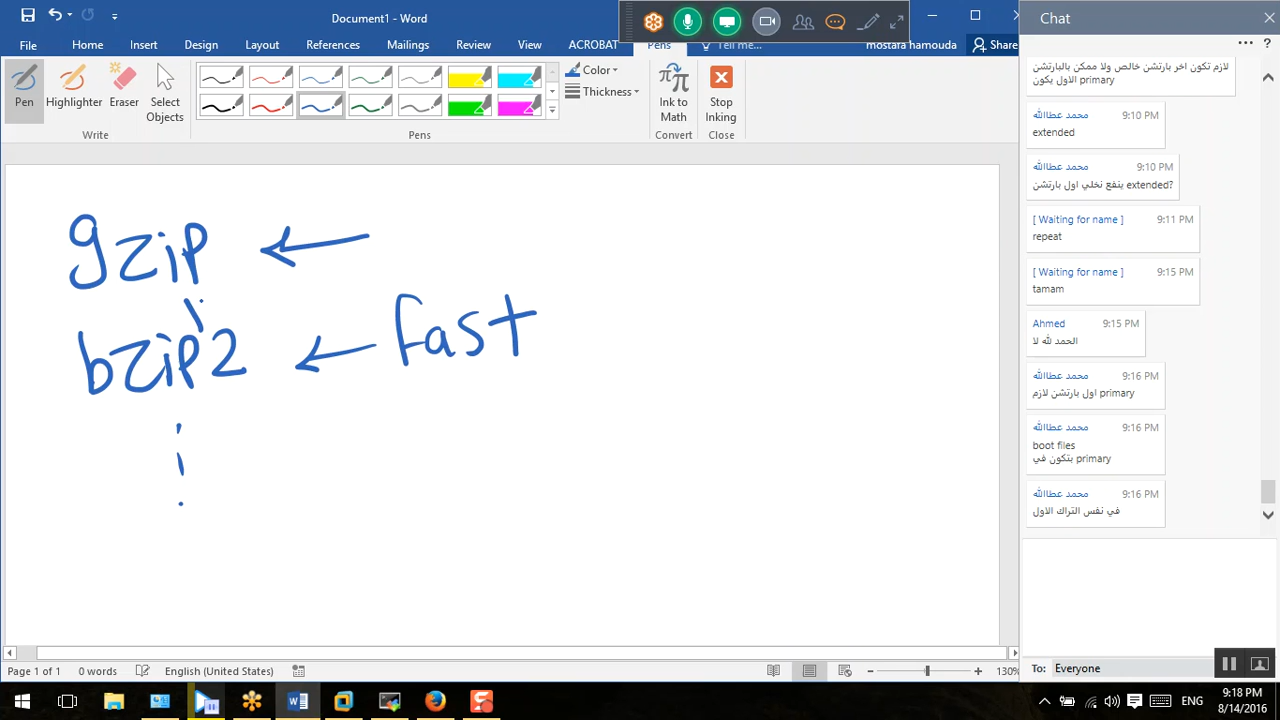 Document1 - Word
File
Home
Insert
Design
Layout
References
Mailings
Review
View
ACROBAT
Pens
Tell me...
mostafa hamouda
Share
Pen
Highlighter
Eraser
Select Objects
Color
Thickness
Ink to Math
Stop Inking
Write
Pens
Convert
Close
gzip
bzip2 fast
Chat
لازم تكون اخر بارتشن خالص ولا ممكن بالبارتشن
الاول يكون primary
محمد عطاالله 9:10 PM
extended
محمد عطاالله 9:10 PM
ينفع نخلي اول بارتشن extended?
[ Waiting for name ] 9:11 PM
repeat
[ Waiting for name ] 9:15 PM
tamam
Ahmed 9:15 PM
الحمد لله لا
محمد عطاالله 9:16 PM
اول بارتشن لازم primary
محمد عطاالله 9:16 PM
boot files
بتكون في primary
محمد عطاالله 9:16 PM
في نفس التراك الاول
To: Everyone
Page 1 of 1 0 words English (United States) 130%
ENG 9:18 PM
8/14/2016